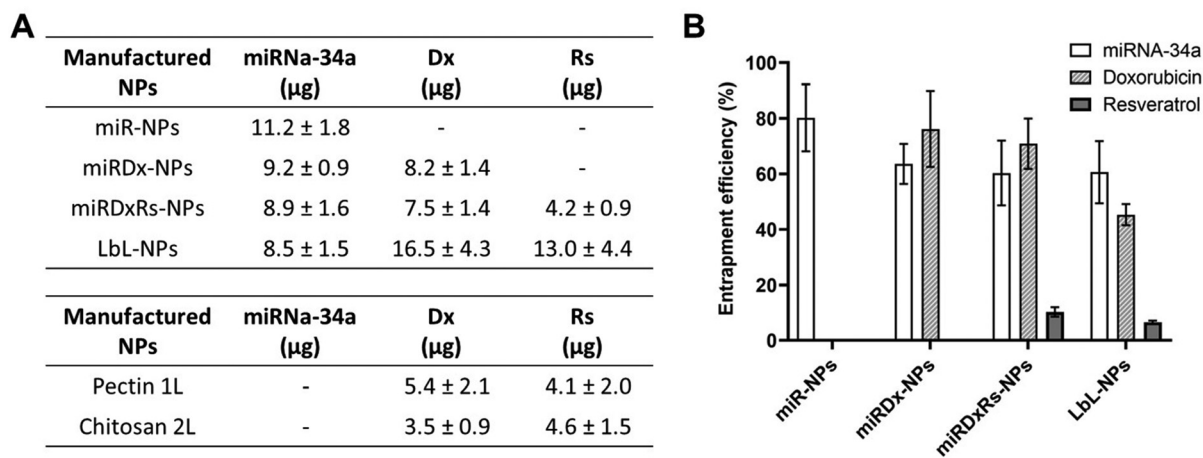 A
Manufactured NPs miRNa-34a (µg) Dx (µg) Rs (µg)
miR-NPs 11.2 ± 1.8 - -
miRDx-NPs 9.2 ± 0.9 8.2 ± 1.4 -
miRDxRs-NPs 8.9 ± 1.6 7.5 ± 1.4 4.2 ± 0.9
LbL-NPs 8.5 ± 1.5 16.5 ± 4.3 13.0 ± 4.4
Manufactured NPs miRNa-34a (µg) Dx (µg) Rs (µg)
Pectin 1L - 5.4 ± 2.1 4.1 ± 2.0
Chitosan 2L - 3.5 ± 0.9 4.6 ± 1.5
B
miRNA-34a
Doxorubicin
Resveratrol
Entrapment efficiency (%)
100
80
60
40
20
0
miR-NPs
miRDx-NPs
miRDxRs-NPs
LbL-NPs